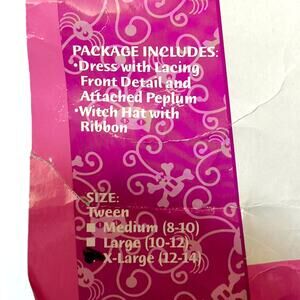 PACKAGE INCLUDES:
•Dress with Lacing
Front Detail and
Attached Peplum
•Witch Hat with
Ribbon
SIZE:
Tween
Medium (8-10)
Large (10-12)
X-Large (12-14)